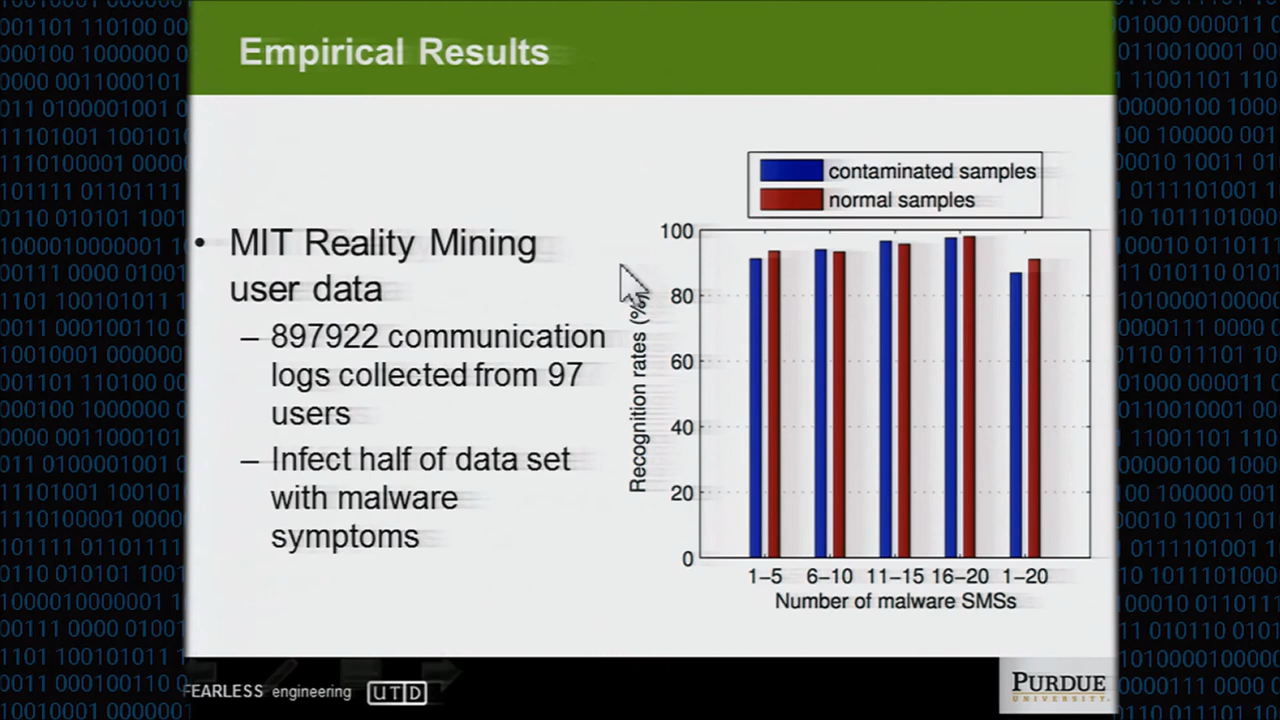 Empirical Results
• MIT Reality Mining
user data
– 897922 communication
logs collected from 97
users
– Infect half of data set
with malware
symptoms
contaminated samples
normal samples
Recognition rates (%)
100
80
60
40
20
0
1–5 6–10 11–15 16–20 1–20
Number of malware SMSs
FEARLESS engineering
UTD
PURDUE
UNIVERSITY